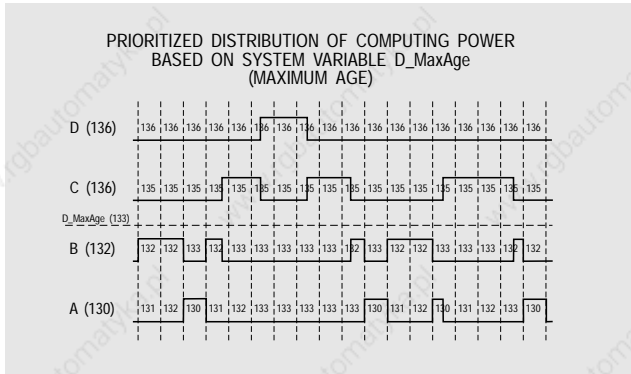 PRIORITIZED DISTRIBUTION OF COMPUTING POWER
BASED ON SYSTEM VARIABLE D_MaxAge
(MAXIMUM AGE)
D (136) 136 136 136 136 136 136 136 136 136 136 136 136 136 136 136 136 136 136
C (136) 135 135 135 135 135 135 135 135 135 135 135 135 135 135 135 135 135 135
D_MaxAge (133)
B (132) 132 132 133 132 133 133 133 133 133 132 133 132 132 133 133 133 132 132
A (130) 131 132 130 131 132 133 133 133 133 133 130 131 132 130 131 132 133 130